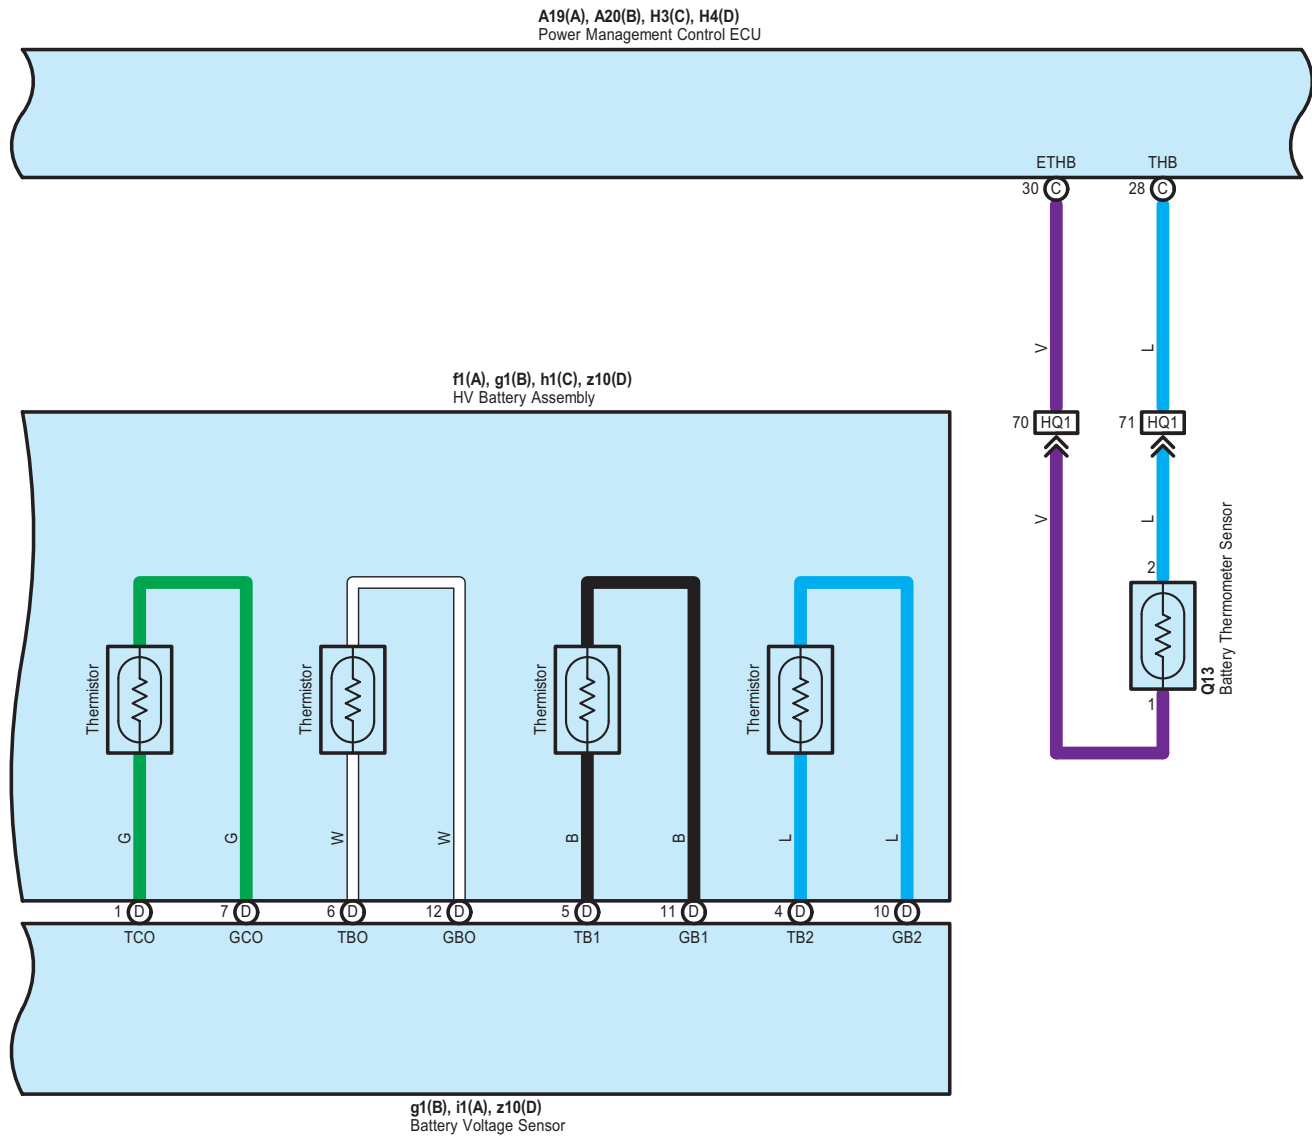 A19(A), A20(B), H3(C), H4(D)
Power Management Control ECU
ETHB
THB
30 C
28 C
V
L
f1(A), g1(B), h1(C), z10(D)
HV Battery Assembly
70 HQ1
71 HQ1
V
L
2
Q13
Battery Thermometer Sensor
1
Thermistor
Thermistor
Thermistor
Thermistor
G
G
W
W
B
B
L
L
1 D
7 D
6 D
12 D
5 D
11 D
4 D
10 D
TCO
GCO
TBO
GBO
TB1
GB1
TB2
GB2
g1(B), i1(A), z10(D)
Battery Voltage Sensor